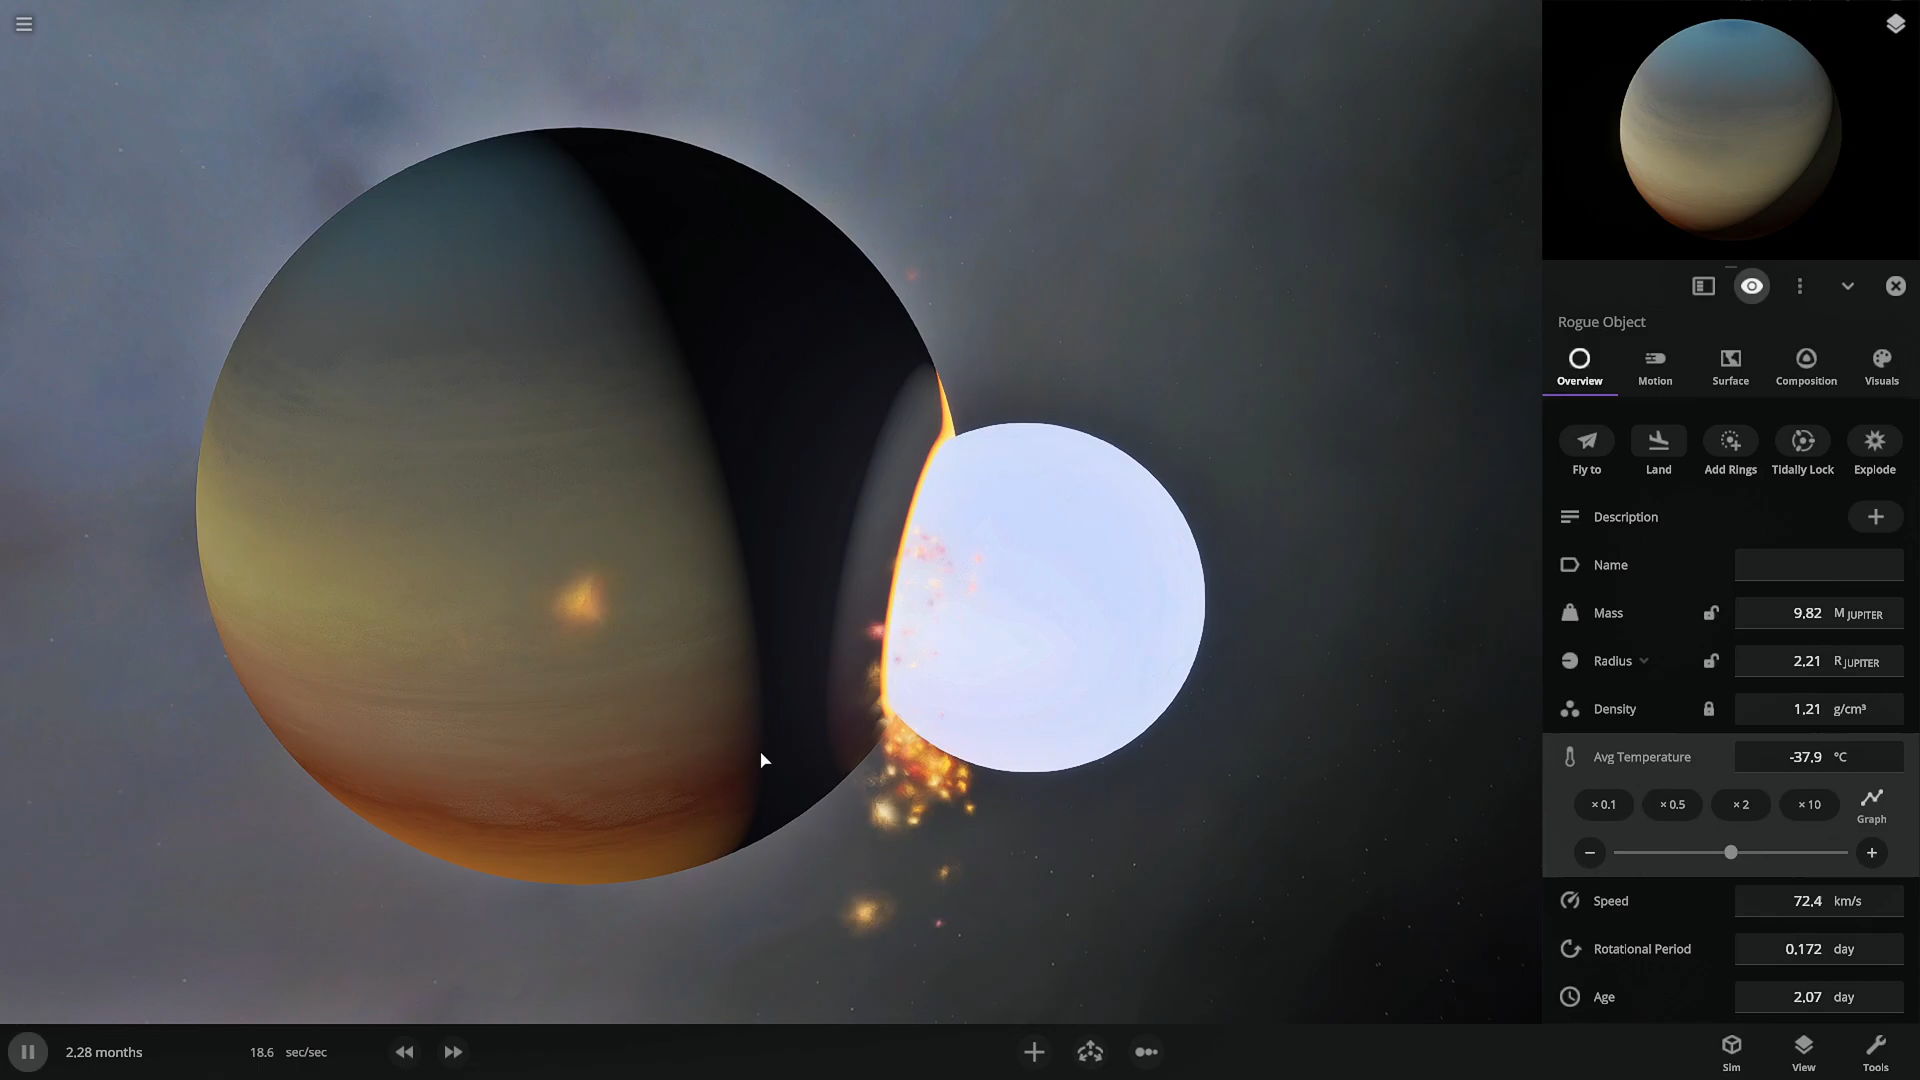 Rogue Object
Overview Motion Surface Composition Visuals
Fly to Land Add Rings Tidally Lock Explode
Description
Name
Mass 9,82 M JUPITER
Radius 2,21 R JUPITER
Density 1,21 g/cm³
Avg Temperature -37,9 °C
× 0.1 × 0.5 × 2 × 10 Graph
Speed 72,4 km/s
Rotational Period 0,172 day
Age 2,07 day
2,28 months 18.6 sec/sec
Sim View Tools